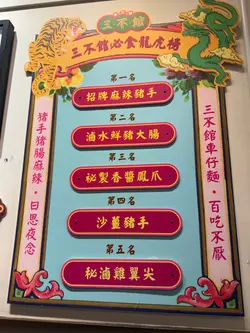 三不館
三不館必食龍虎榜
第一名
招牌麻辣豬手
第二名
滷水鮮豬大腸
第三名
秘製香醬鳳爪
第四名
沙薑豬手
第五名
秘滷雞翼尖
豬手豬腸麻辣、日思夜念
三不館車仔麵、百吃不厭